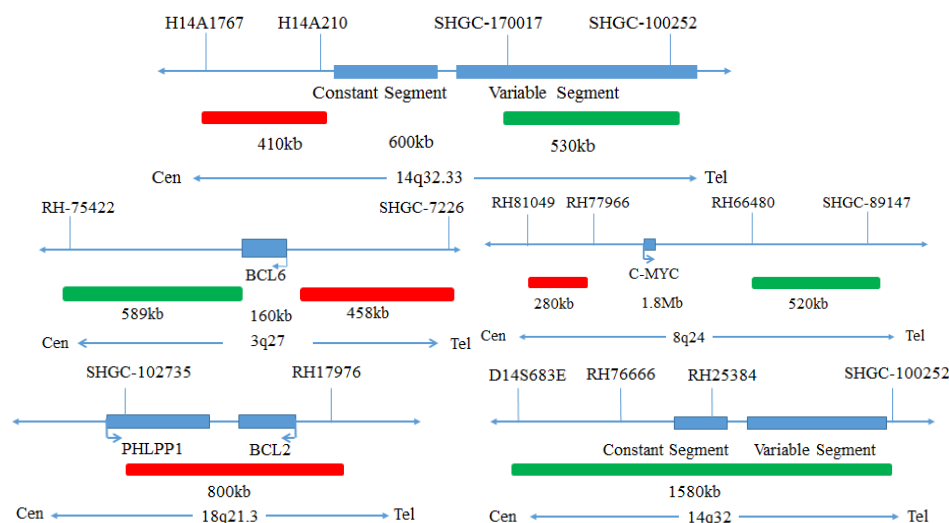 H14A1767 H14A210 SHGC-170017 SHGC-100252
Constant Segment Variable Segment
410kb 600kb 530kb
Cen 14q32.33 Tel
RH-75422 SHGC-7226
BCL6
589kb 160kb 458kb
Cen 3q27 Tel
RH81049 RH77966 RH66480 SHGC-89147
C-MYC
280kb 1.8Mb 520kb
Cen 8q24 Tel
SHGC-102735 RH17976
PHLPP1 BCL2
800kb
Cen 18q21.3 Tel
D14S683E RH76666 RH25384 SHGC-100252
Constant Segment Variable Segment
1580kb
Cen 14q32 Tel